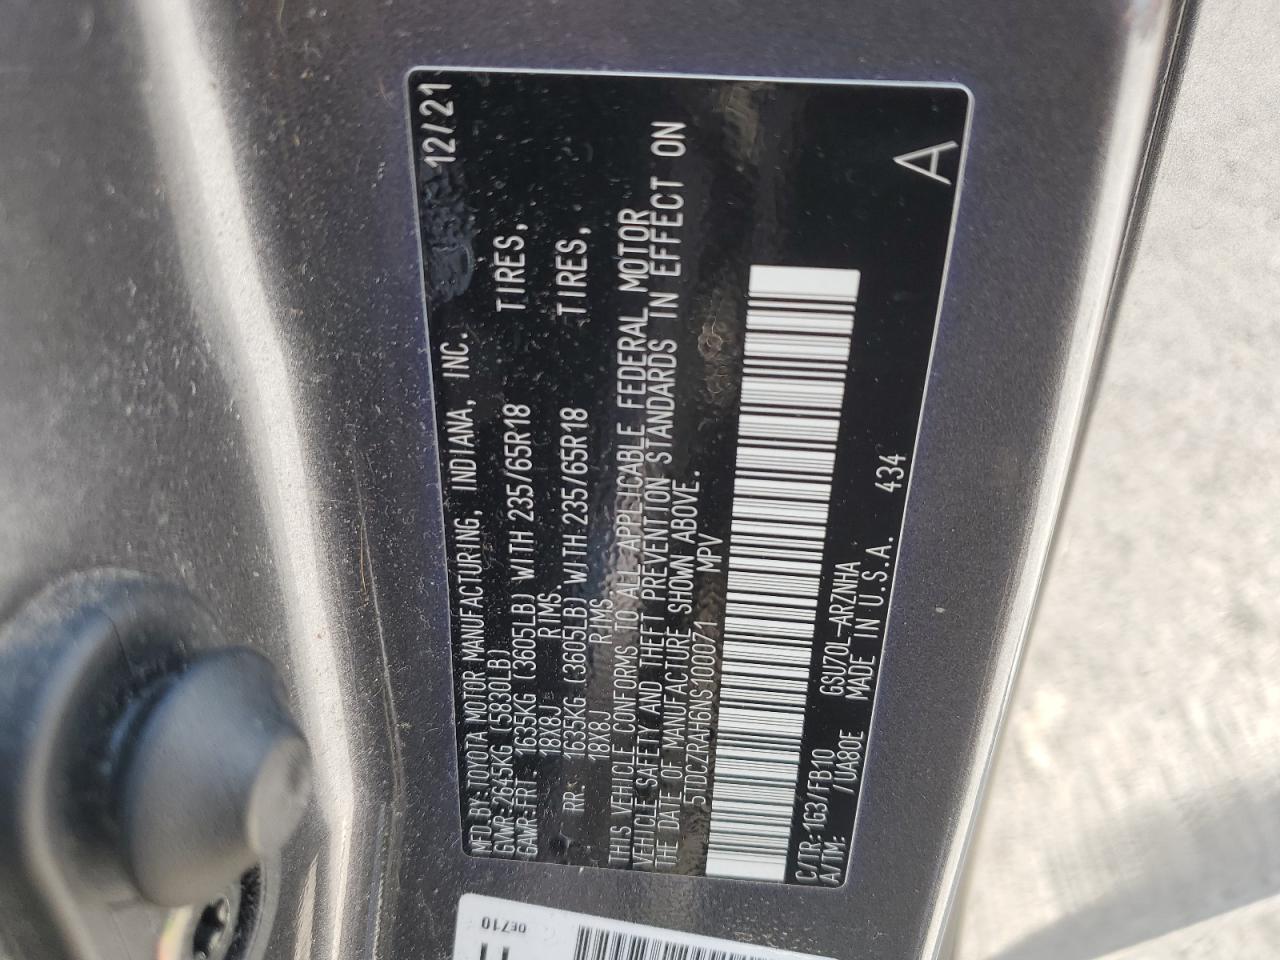 MFD.BY:TOYOTA MOTOR MANUFACTURING, INDIANA, INC. 12/21
GVWR:2645KG (5830LB)
GAWR:FRT. 1635KG (3605LB) WITH 235/65R18 TIRES,
18X8J RIMS.
RR. 1635KG (3605LB) WITH 235/65R18 TIRES,
18X8J RIMS
THIS VEHICLE CONFORMS TO ALL APPLICABLE FEDERAL MOTOR
VEHICLE SAFETY AND THEFT PREVENTION STANDARDS IN EFFECT ON
THE DATE OF MANUFACTURE SHOWN ABOVE.
5TDCZRAH6NS100071 MPV
C/TR:1G3/FB10 GSU70L-ARZNHA 434
A/TM: /UA80E MADE IN U.S.A.
A
0E710